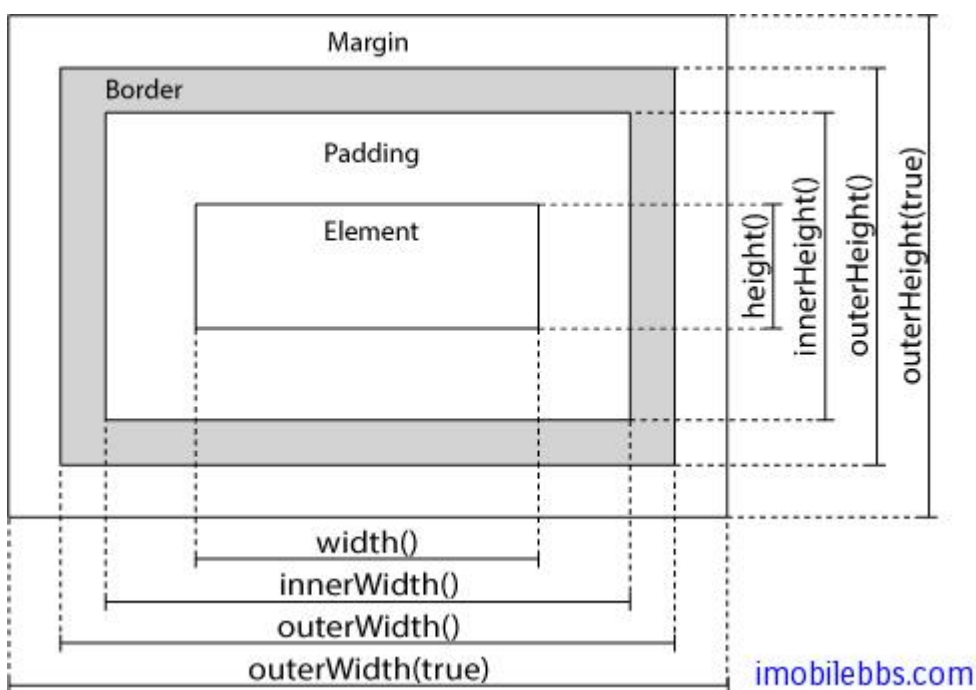 Margin
Border
Padding
Element
height()
innerHeight()
outerHeight()
outerHeight(true)
width()
innerWidth()
outerWidth()
outerWidth(true)
imobilebbs.com